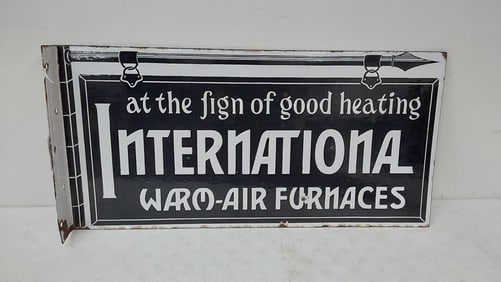 at the sign of good heating
INTERNATIONAL
WARM-AIR FURNACES